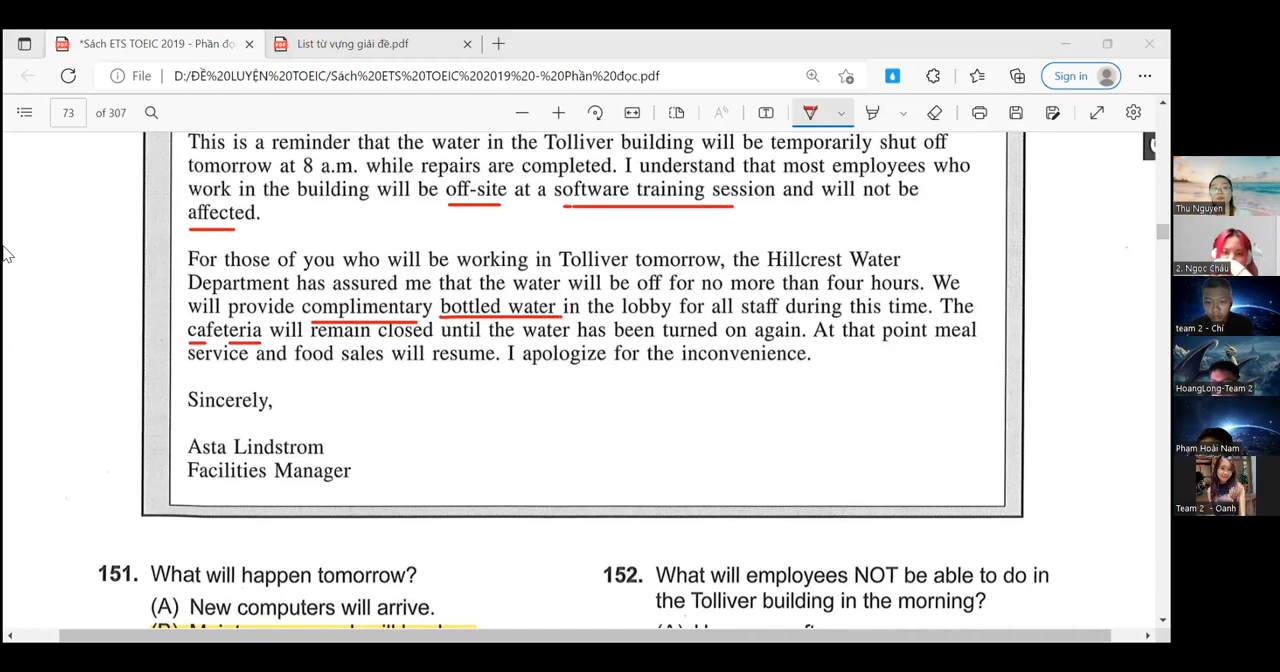 *Sách ETS TOEIC 2019 - Phần đọc
List từ vựng giải đề.pdf
File
D:/ĐỀ%20LUYỆN%20TOEIC/Sách%20ETS%20TOEIC%202019%20-%20Phần%20đọc.pdf
Sign in
73 of 307
This is a reminder that the water in the Tolliver building will be temporarily shut off
tomorrow at 8 a.m. while repairs are completed. I understand that most employees who
work in the building will be off-site at a software training session and will not be
affected.
For those of you who will be working in Tolliver tomorrow, the Hillcrest Water
Department has assured me that the water will be off for no more than four hours. We
will provide complimentary bottled water in the lobby for all staff during this time. The
cafeteria will remain closed until the water has been turned on again. At that point meal
service and food sales will resume. I apologize for the inconvenience.
Sincerely,
Asta Lindstrom
Facilities Manager
151. What will happen tomorrow?
(A) New computers will arrive.
152. What will employees NOT be able to do in
the Tolliver building in the morning?
Thu Nguyen
2. Ngọc Châu
team 2 - Chí
HoangLong-Team 2
Phạm Hoài Nam
Team 2 - Oanh